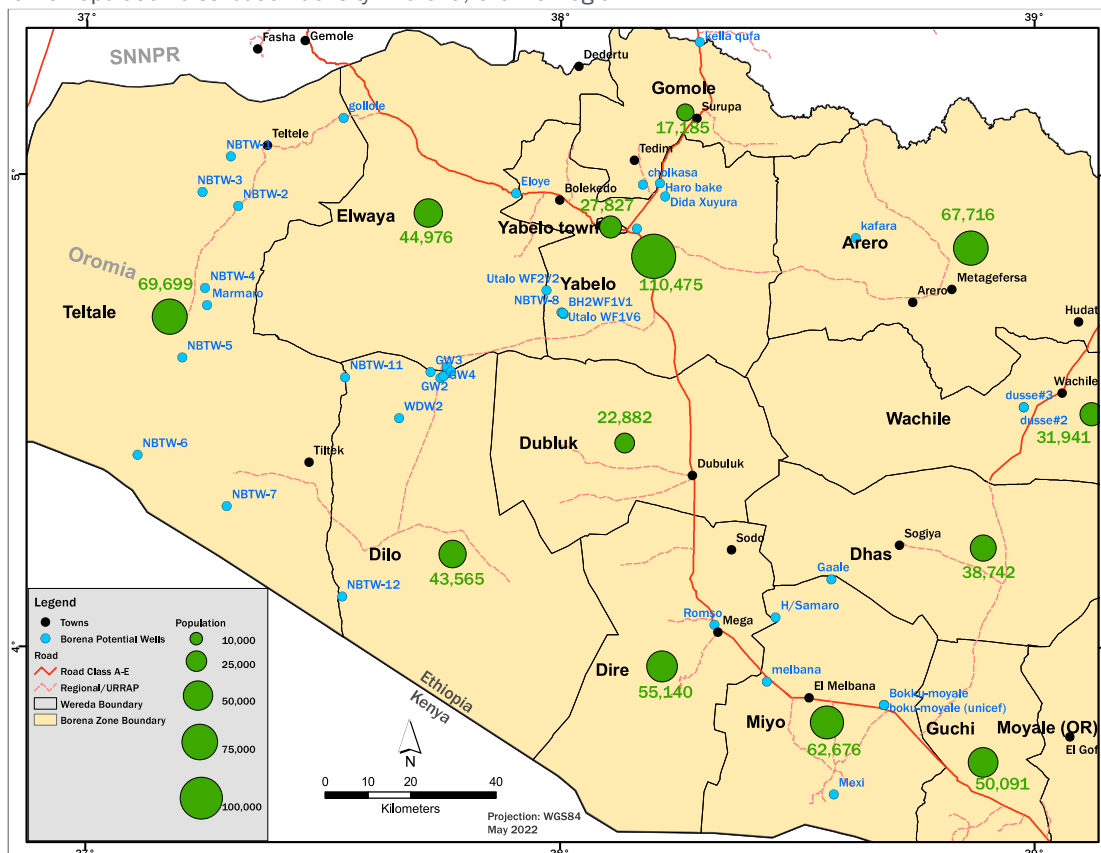 37°
38°
39°
Fasha
Gemole
kella qufa
SNNPR
Dedertu
Gomole
Surupa
17,185
gollole
Teltele
NBTW-
Tedim
cholkasa
Haro bake
Dida Xuyura
5°
5°
NBTW-3
NBTW-2
Eloye
Bolekedo
27,827
Elwaya
44,976
Yabelo town
67,716
kafara
Arero
Oromia
NBTW-4
Marmaro
69,699
Teltale
Utalo WF2V2
Yabelo
110,475
NBTW-8
BH2WF1V1
Utalo WF1V6
Metagefersa
Arero
Hudat
NBTW-5
NBTW-11
GW3
GW4
GW2
WDW2
Wachile
dusse#3
dusse#2
31,941
Wachile
22,882
Dubluk
NBTW-6
Tiltek
Dubuluk
NBTW-7
Sogiya
Sodo
Dhas
38,742
Dilo
43,565
Gaale
NBTW-12
H/Samaro
Romso
Mega
4°
4°
Dire
55,140
melbana
El Melbana
Bokku-moyale
boku-moyale (unicef)
Ethiopia
Kenya
Miyo
62,676
Guchi
Moyale (OR)
El Gof
50,091
Mexi
Legend
Towns
Borena Potential Wells
Road
Road Class A-E
Regional/URRAP
Wereda Boundary
Borena Zone Boundary
Population
10,000
25,000
50,000
75,000
100,000
N
0 10 20 40
Kilometers
Projection: WGS84
May 2022